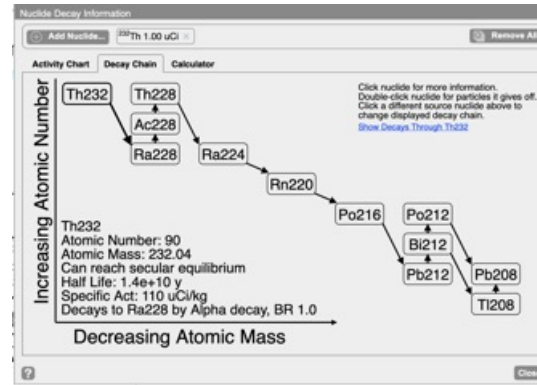 Nuclide Decay Information
Add Nuclide...
²³²Th 1.00 uCi
Remove All
Activity Chart
Decay Chain
Calculator
Click nuclide for more information.
Double-click nuclide for particles it gives off.
Click a different source nuclide above to
change displayed decay chain.
Show Decays Through Th232
Increasing Atomic Number
Th232
Th228
Ac228
Ra228
Ra224
Rn220
Po216
Po212
Bi212
Pb212
Pb208
Tl208
Th232
Atomic Number: 90
Atomic Mass: 232.04
Can reach secular equilibrium
Half Life: 1.4e+10 y
Specific Act: 110 uCi/kg
Decays to Ra228 by Alpha decay, BR 1.0
Decreasing Atomic Mass
?
Close